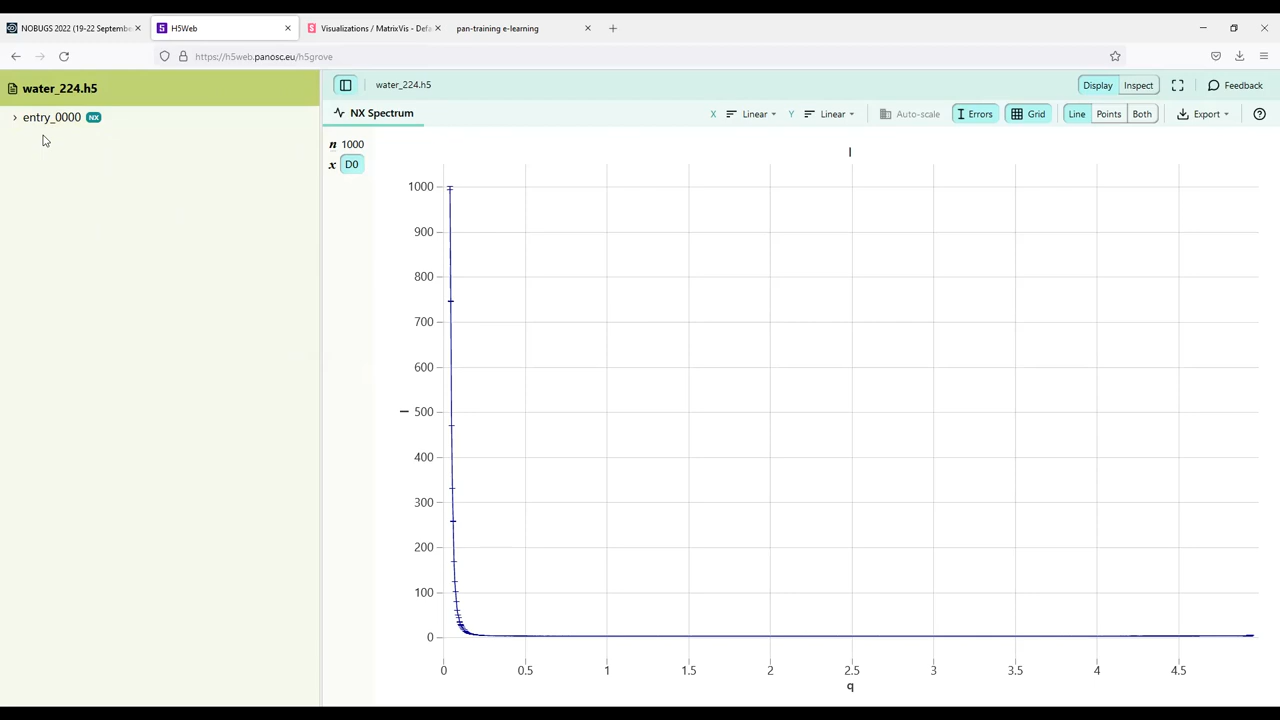 NOBUGS 2022 (19-22 Septembe
H5Web
Visualizations / MatrixVis - Defa
pan-training e-learning
https://h5web.panosc.eu/h5grove
water_224.h5
entry_0000 NX
water_224.h5
Display
Inspect
Feedback
NX Spectrum
X
Linear
Y
Linear
Auto-scale
Errors
Grid
Line
Points
Both
Export
n 1000
x D0
I
1000
900
800
700
600
500
400
300
200
100
0
I
0
0.5
1
1.5
2
2.5
3
3.5
4
4.5
q